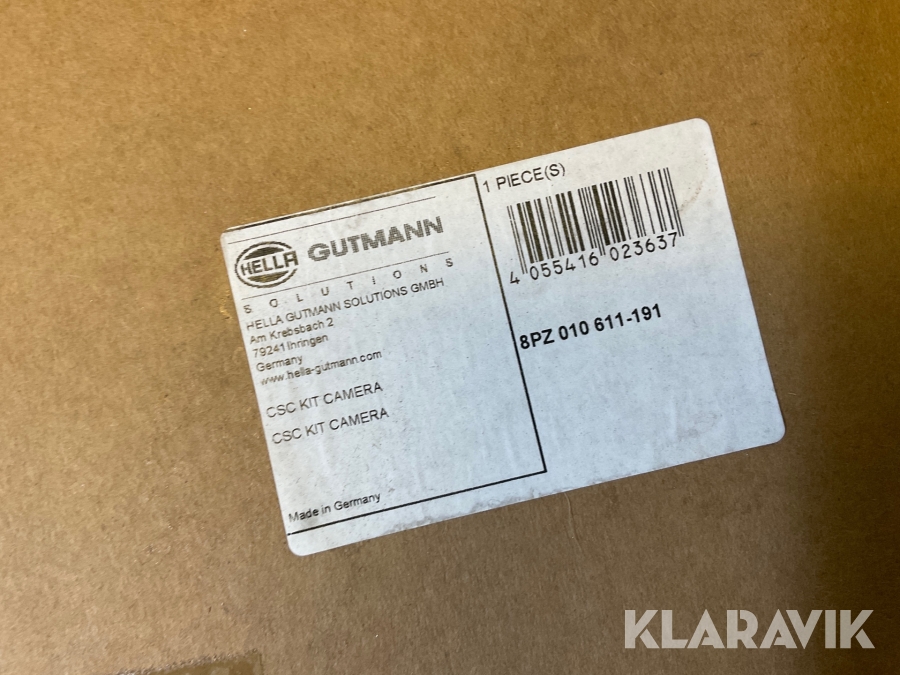 HELLA GUTMANN
SOLUTIONS
HELLA GUTMANN SOLUTIONS GMBH
Am Krebsbach 2
79241 Ihringen
Germany
www.hella-gutmann.com
CSC KIT CAMERA
CSC KIT CAMERA
Made in Germany
1 PIECE(S)
4 055416 023637
8PZ 010 611-191
KLARAVIK